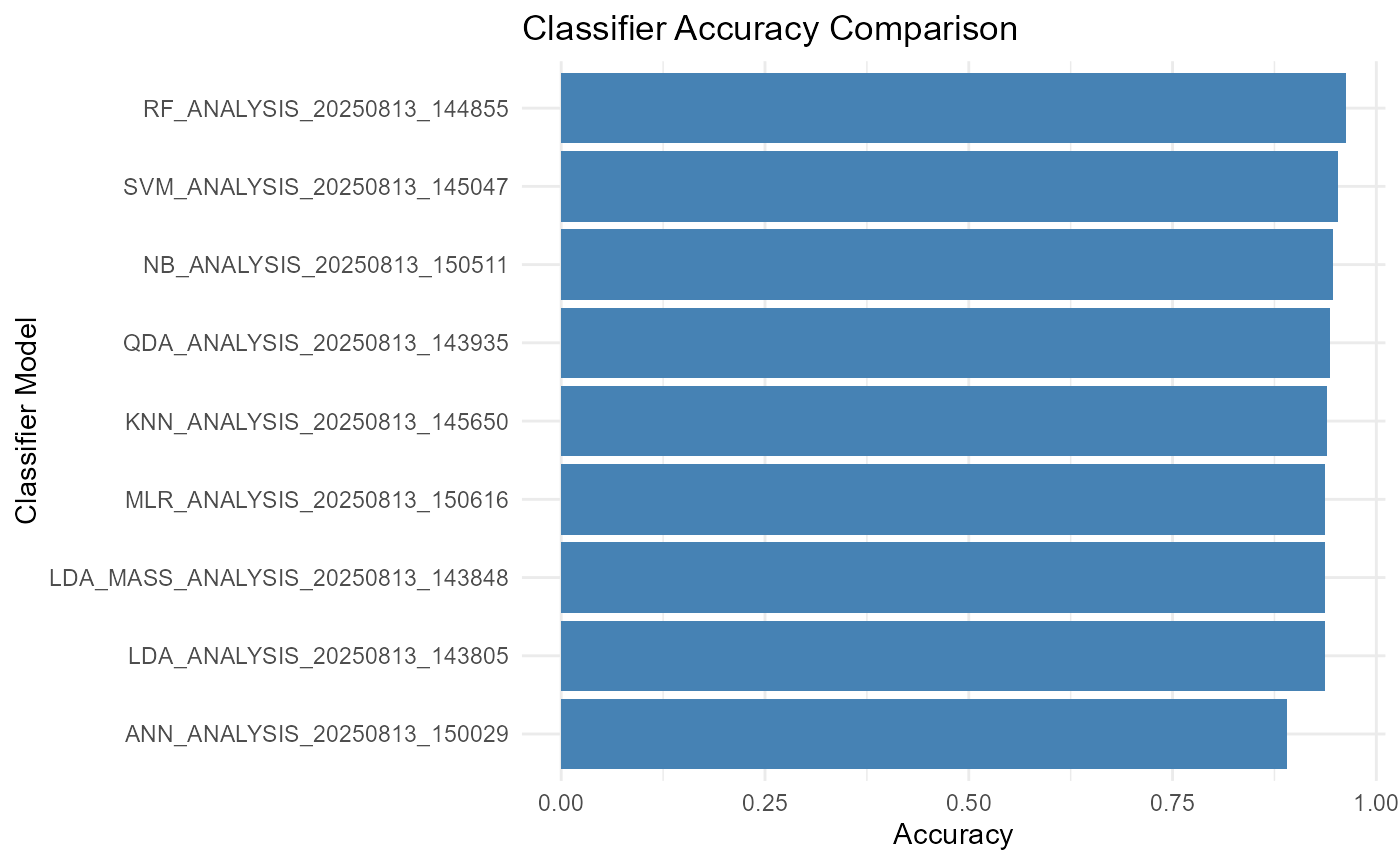 Classifier Accuracy Comparison
Classifier Model
RF_ANALYSIS_20250813_144855
SVM_ANALYSIS_20250813_145047
NB_ANALYSIS_20250813_150511
QDA_ANALYSIS_20250813_143935
KNN_ANALYSIS_20250813_145650
MLR_ANALYSIS_20250813_150616
LDA_MASS_ANALYSIS_20250813_143848
LDA_ANALYSIS_20250813_143805
ANN_ANALYSIS_20250813_150029
0.00 0.25 0.50 0.75 1.00
Accuracy